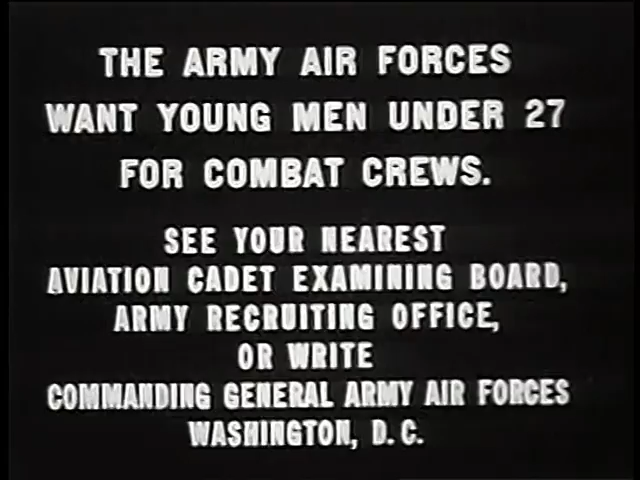 THE ARMY AIR FORCES
WANT YOUNG MEN UNDER 27
FOR COMBAT CREWS.
SEE YOUR NEAREST
AVIATION CADET EXAMINING BOARD,
ARMY RECRUITING OFFICE,
OR WRITE
COMMANDING GENERAL ARMY AIR FORCES
WASHINGTON, D.C.